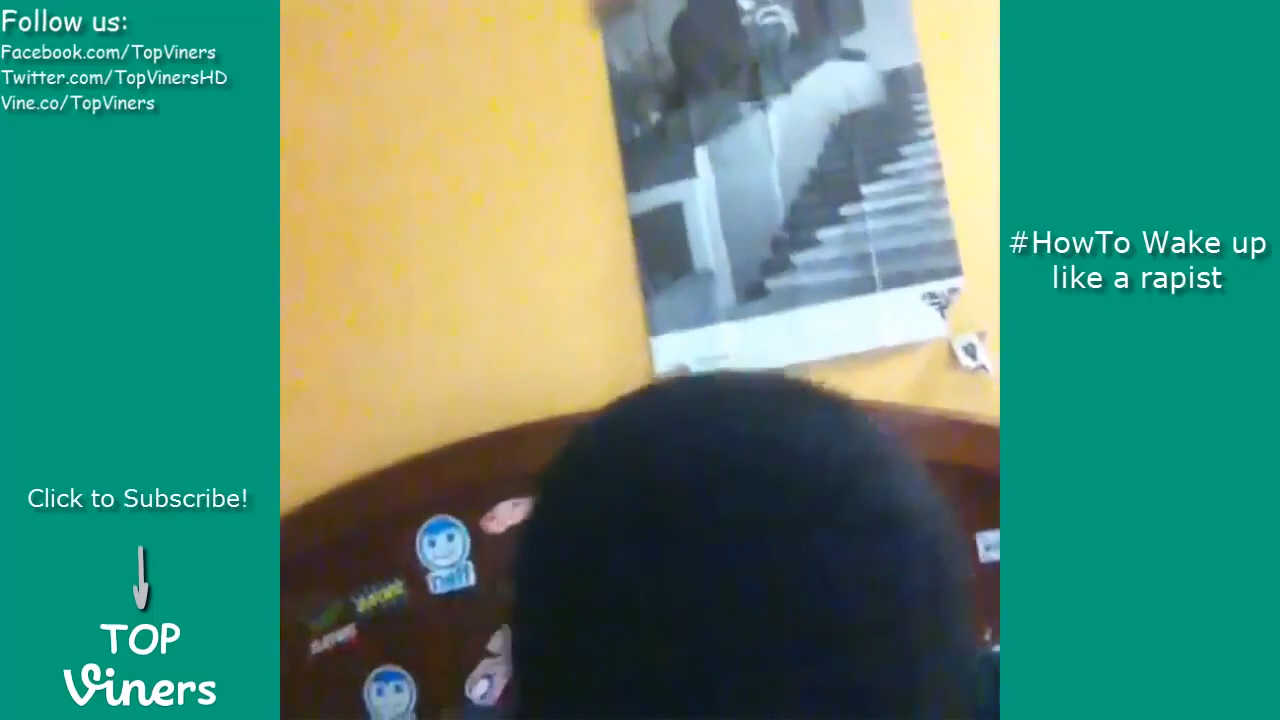 Follow us:
Facebook.com/TopViners
Twitter.com/TopVinersHD
Vine.co/TopViners
#HowTo Wake up
like a rapist
Click to Subscribe!
TOP
Viners
neff